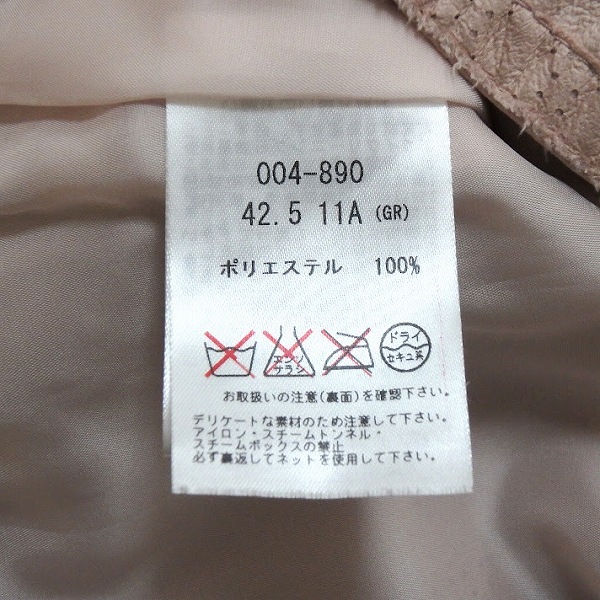 004-890
42.5 11A (GR)
ポリエステル 100%
エンソ サラシ ドライ セキユ系
お取扱いの注意(裏面)を確認下さい。
デリケートな素材のため注意して下さい。
アイロン・スチームトンネル・
スチームボックスの禁止
必ず裏返してネットを使用して下さい。